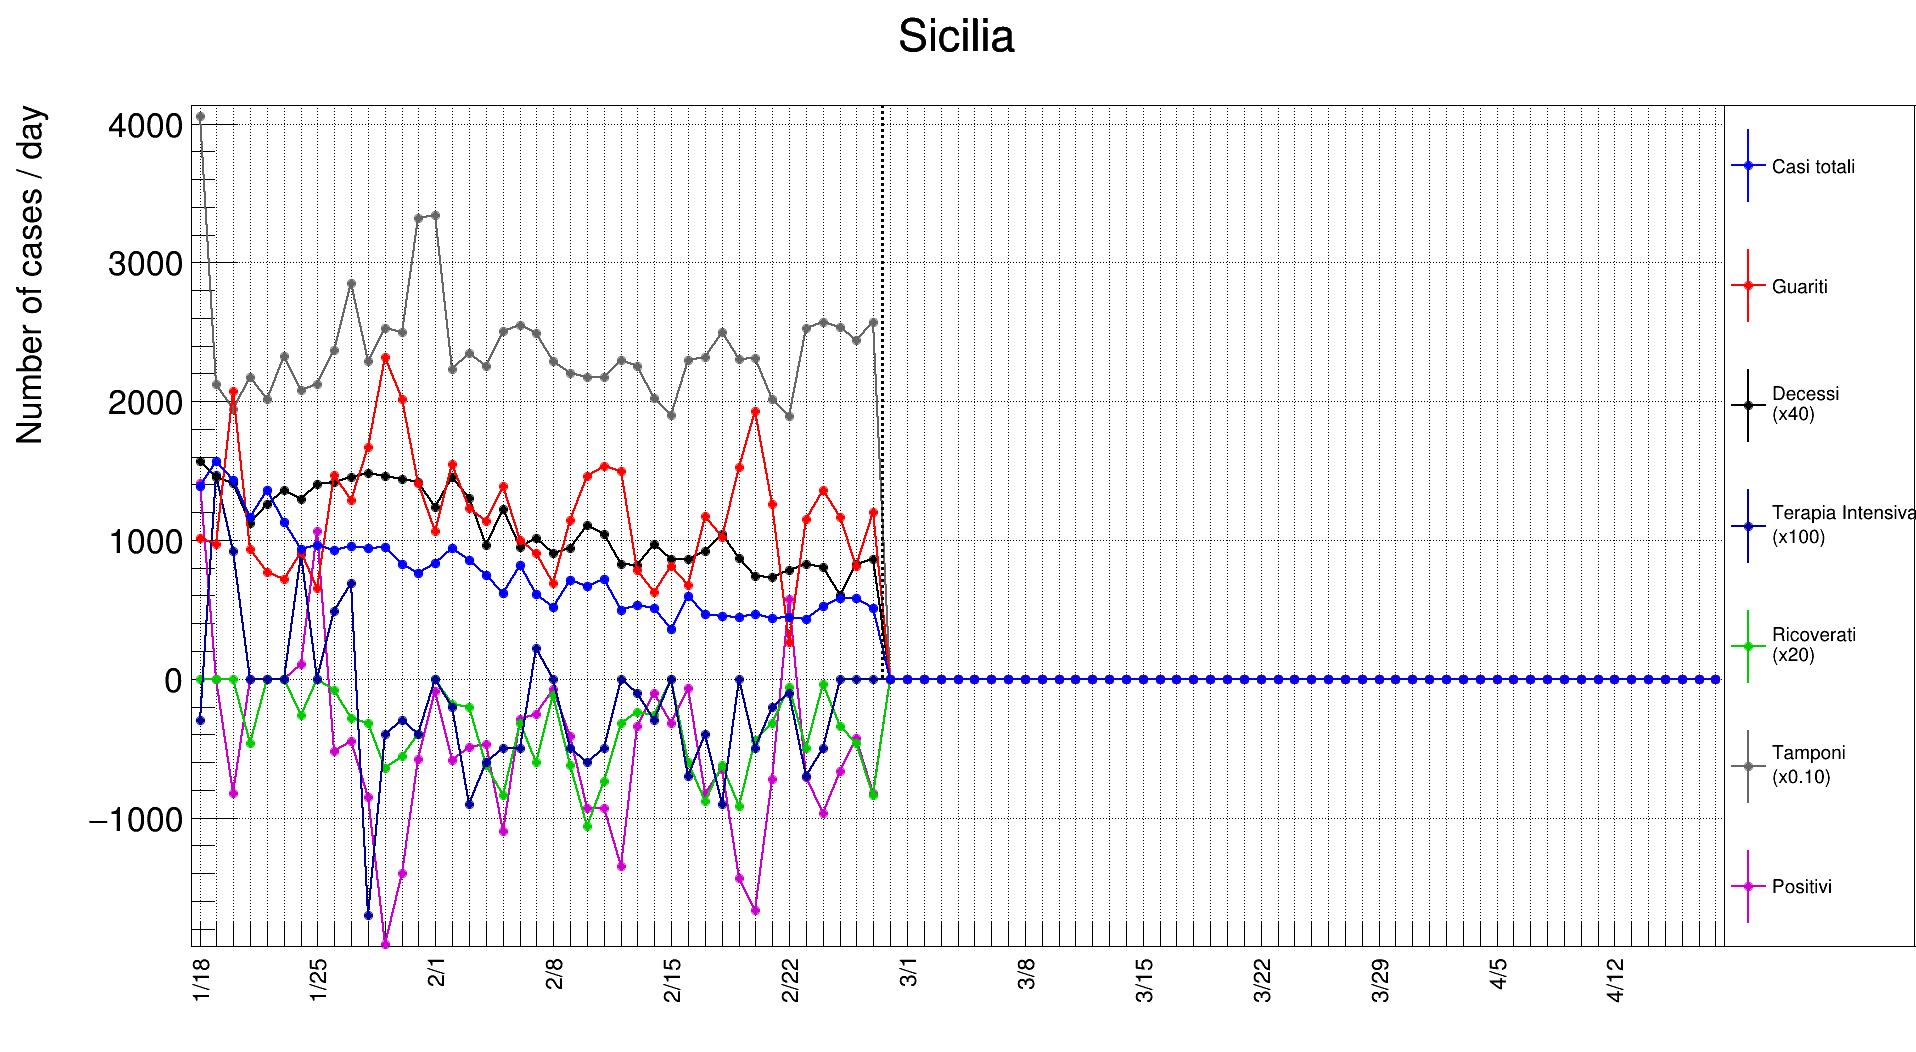 Sicilia
Number of cases / day
4000
3000
2000
1000
0
−1000
1/18
1/25
2/1
2/8
2/15
2/22
3/1
3/8
3/15
3/22
3/29
4/5
4/12
Casi totali
Guariti
Decessi
(x40)
Terapia Intensiva
(x100)
Ricoverati
(x20)
Tamponi
(x0.10)
Positivi